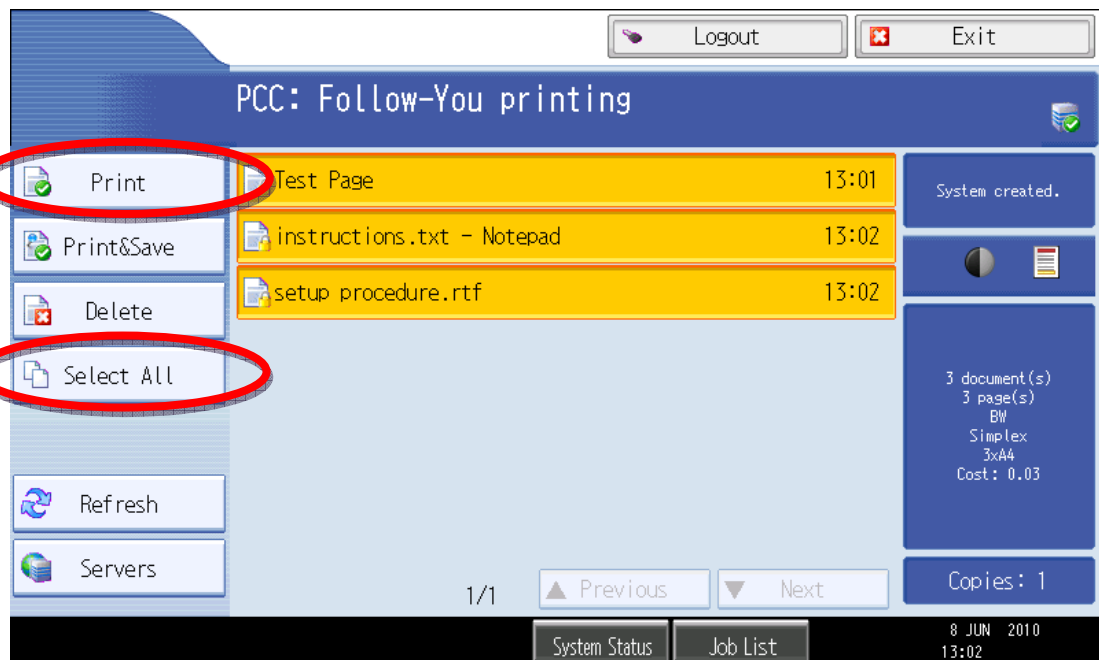 Logout
Exit
PCC: Follow-You printing
Print
Print&Save
Delete
Select All
Refresh
Servers
Test Page 13:01
instructions.txt - Notepad 13:02
setup procedure.rtf 13:02
1/1
Previous
Next
System created.
3 document(s)
3 page(s)
BW
Simplex
3xA4
Cost: 0.03
Copies: 1
System Status
Job List
8 JUN 2010
13:02